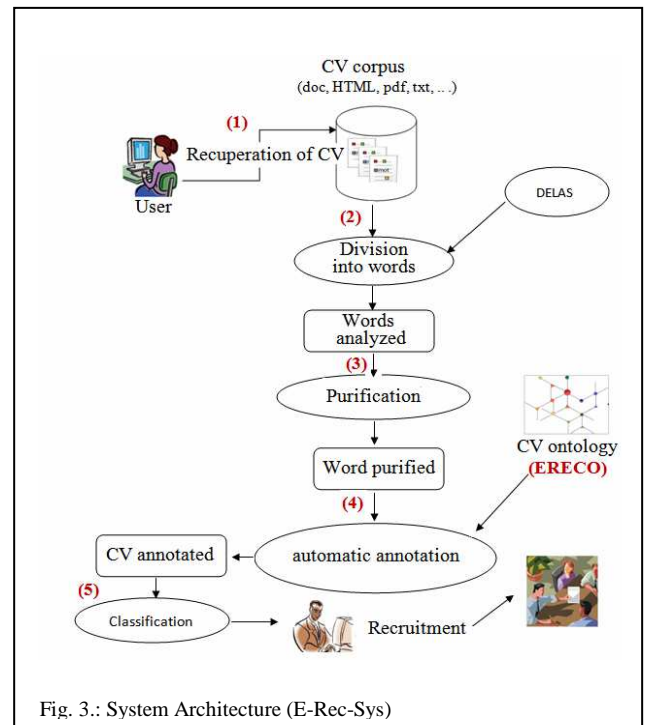 CV corpus
(doc, HTML, pdf, txt, ...)
(1)
Recuperation of CV
User
(2)
DELAS
Division
into words
Words
analyzed
(3)
Purification
CV ontology
(ERECO)
Word purified
(4)
CV annotated
automatic annotation
(5)
Classification
Recruitment
Fig. 3.: System Architecture (E-Rec-Sys)